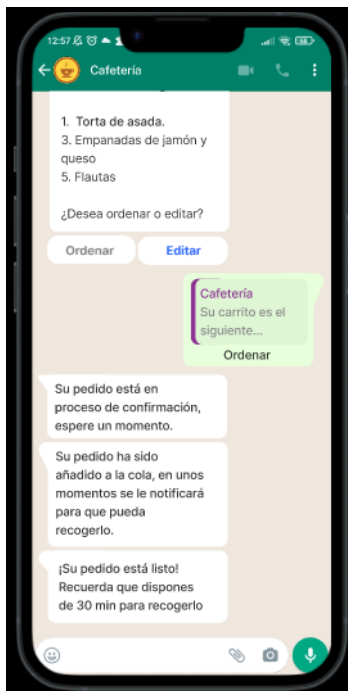 12:57
Cafetería
1. Torta de asada.
3. Empanadas de jamón y
queso
5. Flautas
¿Desea ordenar o editar?
Ordenar
Editar
Cafetería
Su carrito es el
siguiente...
Ordenar
Su pedido está en
proceso de confirmación,
espere un momento.
Su pedido ha sido
añadido a la cola, en unos
momentos se le notificará
para que pueda
recogerlo.
¡Su pedido está listo!
Recuerda que dispones
de 30 min para recogerlo